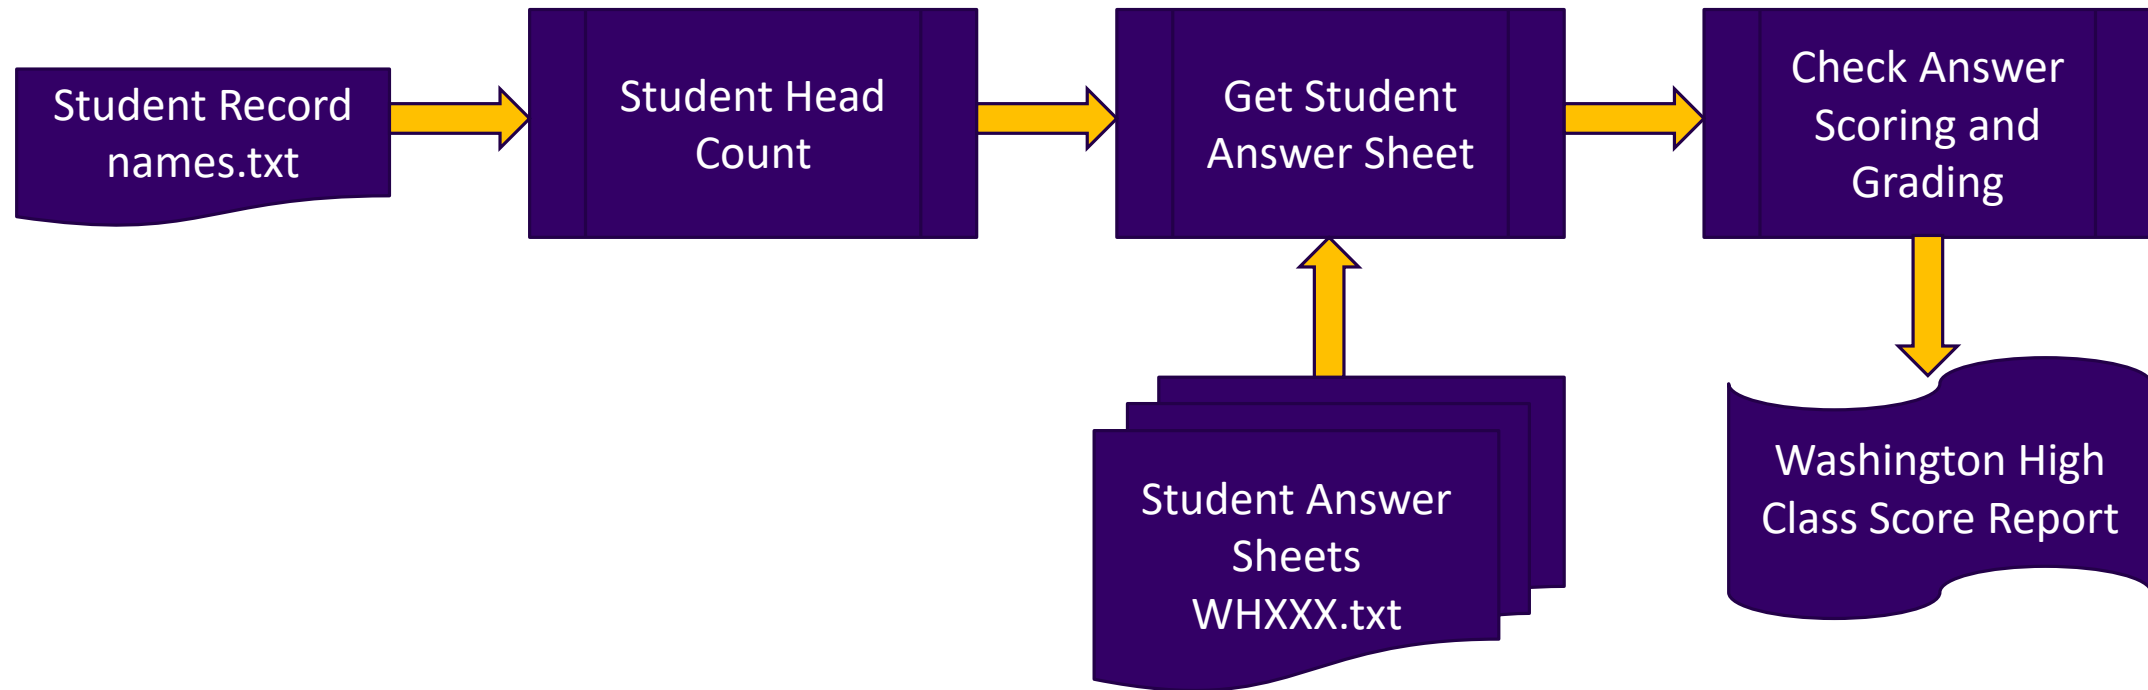 Student Record
names.txt
Student Head
Count
Get Student
Answer Sheet
Check Answer
Scoring and
Grading
Student Answer
Sheets
WHXXX.txt
Washington High
Class Score Report